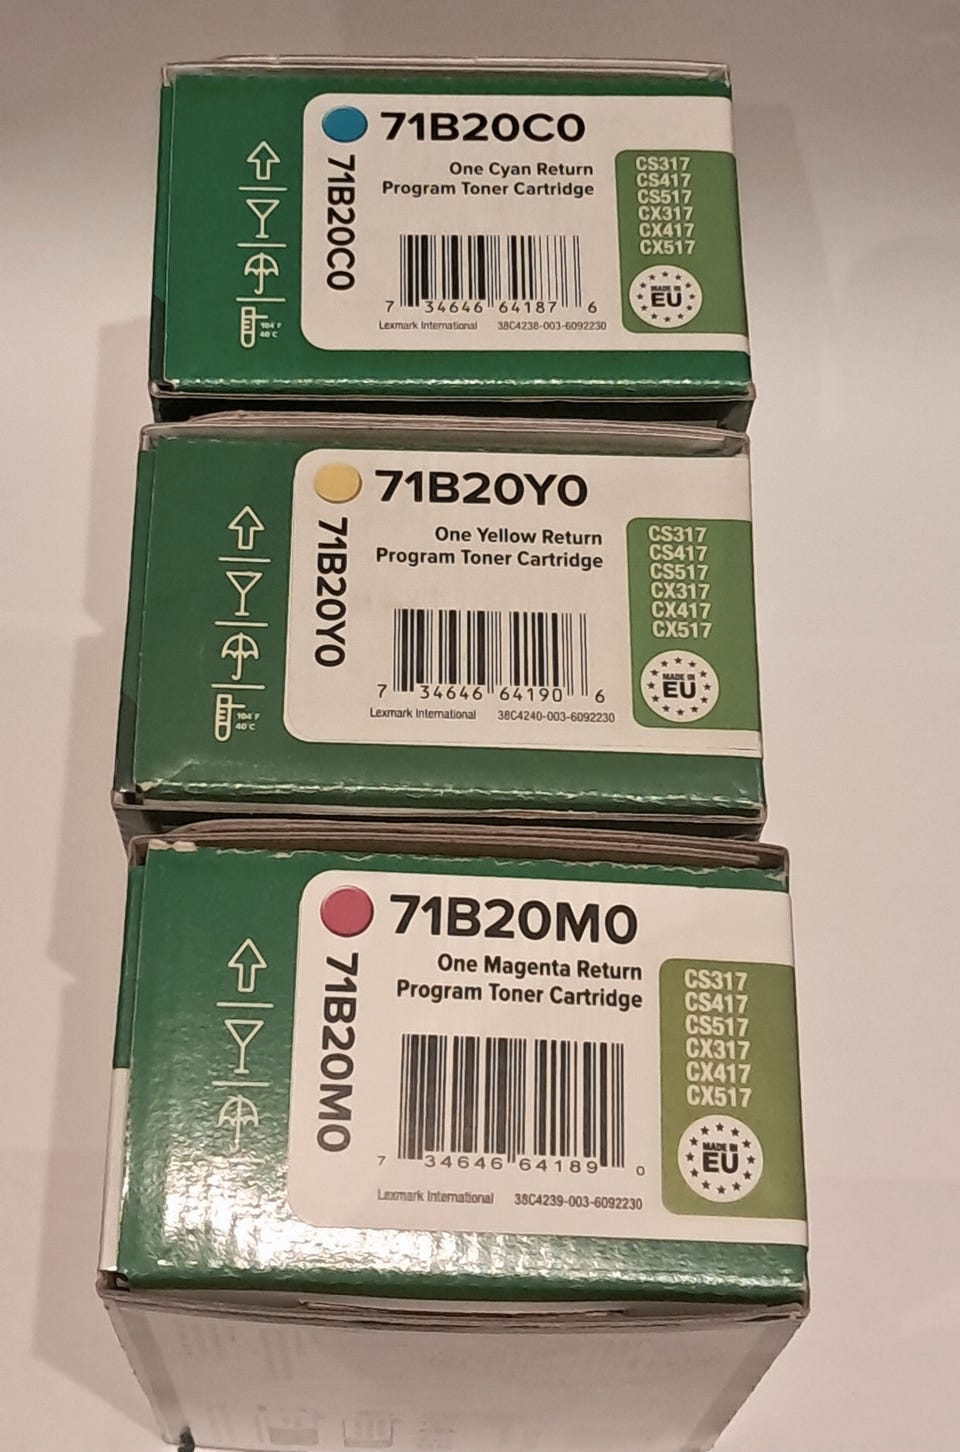 71B20C0
71B20C0
One Cyan Return
Program Toner Cartridge
7 34646 64187 6
Lexmark International 38C4238-003-6092230
CS317
CS417
CS517
CX317
CX417
CX517
MADE IN
EU
104°F
40°C
71B20Y0
71B20Y0
One Yellow Return
Program Toner Cartridge
7 34646 64190 6
Lexmark International 38C4240-003-6092230
CS317
CS417
CS517
CX317
CX417
CX517
MADE IN
EU
104°F
40°C
71B20M0
71B20M0
One Magenta Return
Program Toner Cartridge
7 34646 64189 0
Lexmark International 38C4239-003-6092230
CS317
CS417
CS517
CX317
CX417
CX517
MADE IN
EU